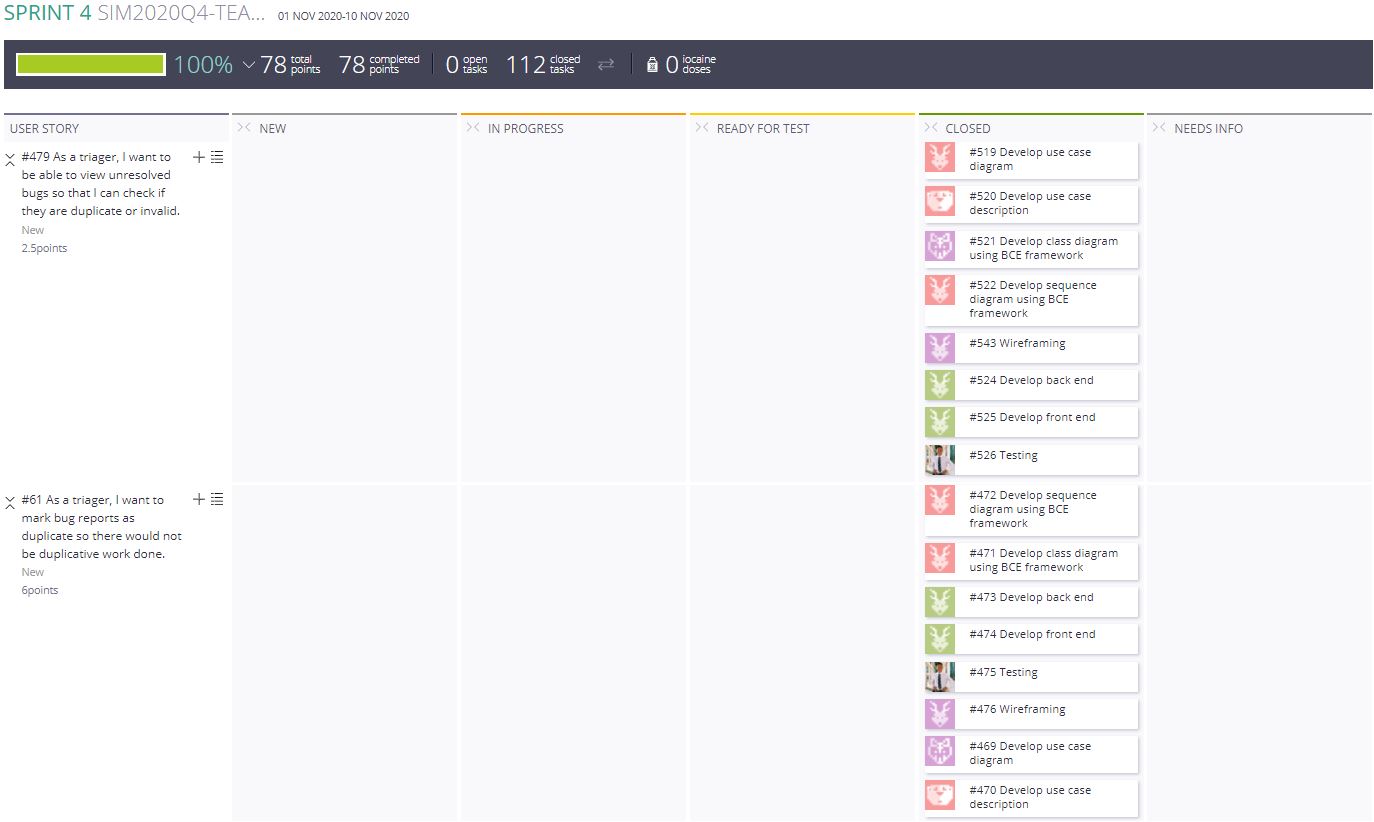 SPRINT 4 SIM2020Q4-TEA... 01 NOV 2020-10 NOV 2020
100% 78 total points 78 completed points 0 open tasks 112 closed tasks 0 iocaine doses
USER STORY NEW IN PROGRESS READY FOR TEST CLOSED NEEDS INFO
#479 As a triager, I want to
be able to view unresolved
bugs so that I can check if
they are duplicate or invalid.
New
2.5points
#519 Develop use case
diagram
#520 Develop use case
description
#521 Develop class diagram
using BCE framework
#522 Develop sequence
diagram using BCE
framework
#543 Wireframing
#524 Develop back end
#525 Develop front end
#526 Testing
#61 As a triager, I want to
mark bug reports as
duplicate so there would not
be duplicative work done.
New
6points
#472 Develop sequence
diagram using BCE
framework
#471 Develop class diagram
using BCE framework
#473 Develop back end
#474 Develop front end
#475 Testing
#476 Wireframing
#469 Develop use case
diagram
#470 Develop use case
description